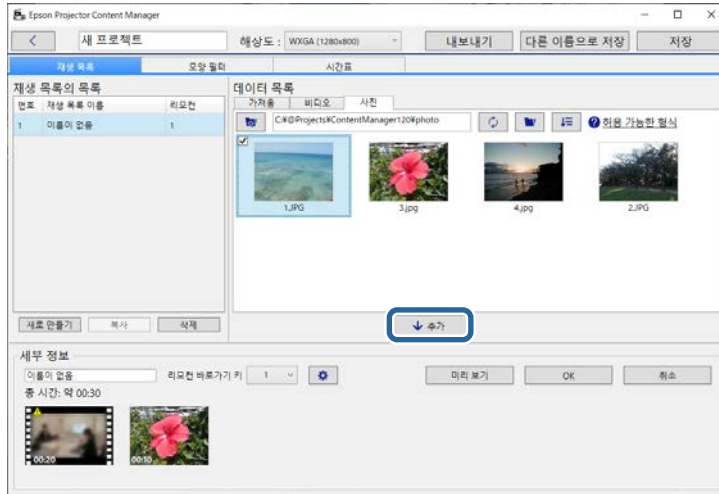 Epson Projector Content Manager
새 프로젝트
해상도 : WXGA (1280x800)
내보내기
다른 이름으로 저장
저장
재생 목록
모양 필터
시간표
재생 목록의 목록
번호 재생 목록 이름 리모컨
1 이름이 없음 1
데이터 목록
가져옴 비디오 사진
C:₩@Projects₩ContentManager120₩photo
허용 가능한 형식
1.JPG
3.jpg
4.jpg
2.JPG
새로 만들기
복사
삭제
추가
세부 정보
이름이 없음
리모컨 바로가기 키 1
미리 보기
OK
취소
총 시간: 약 00:30
00:20
00:10